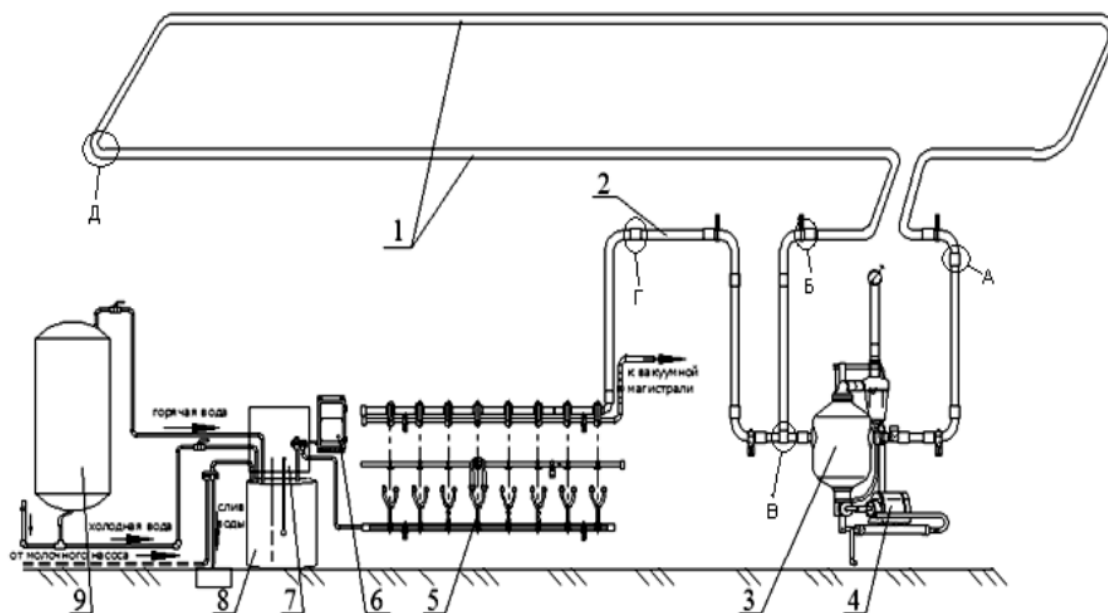 Д
1
2
Г
Б
А
к вакуумной
магистрали
горячая вода
В
слив
воды
холодная вода
от молочного насоса
9
8
7
6
5
3
4